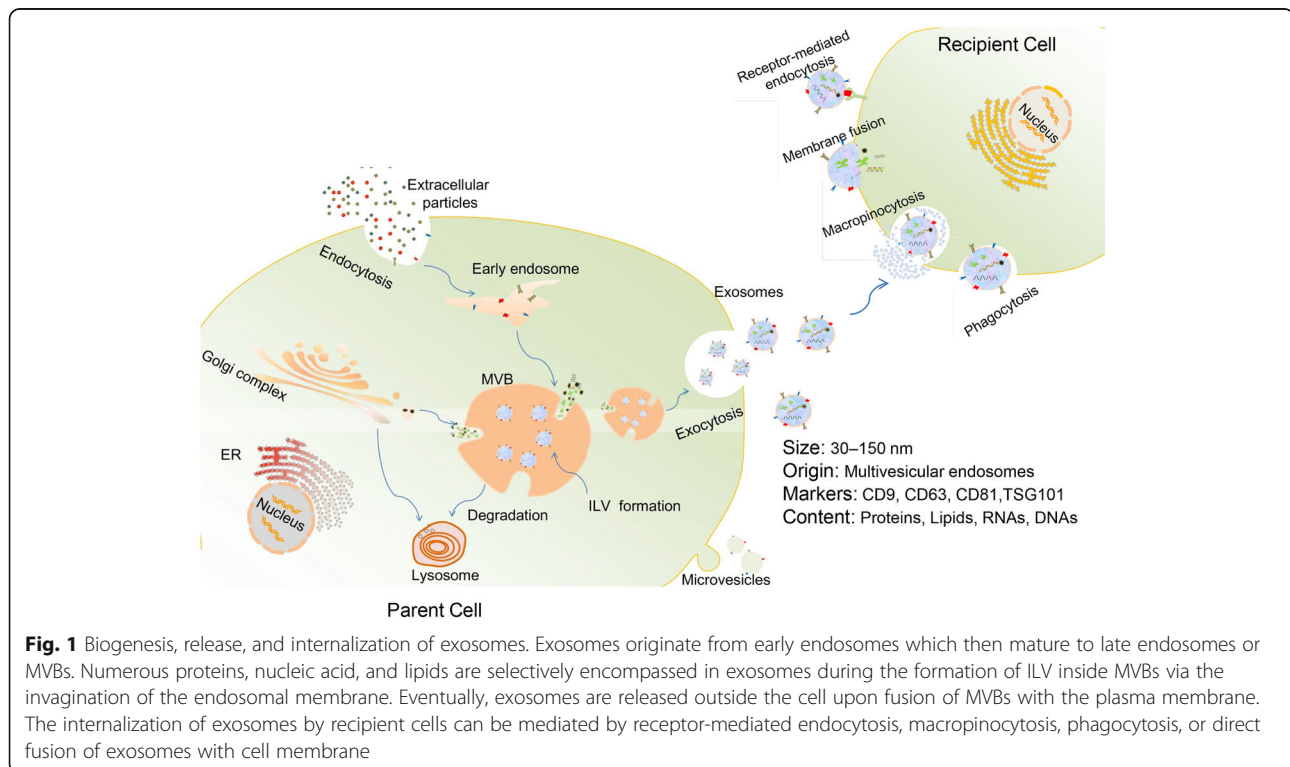 Recipient Cell
Receptor-mediated
endocytosis
Nucleus
Membrane fusion
Macropinocytosis
Phagocytosis
Extracellular
particles
Endocytosis
Early endosome
Exosomes
Golgi complex
MVB
Exocytosis
ER
Nucleus
Degradation
ILV formation
Lysosome
Microvesicles
Parent Cell
Size: 30–150 nm
Origin: Multivesicular endosomes
Markers: CD9, CD63, CD81,TSG101
Content: Proteins, Lipids, RNAs, DNAs
Fig. 1 Biogenesis, release, and internalization of exosomes. Exosomes originate from early endosomes which then mature to late endosomes or
MVBs. Numerous proteins, nucleic acid, and lipids are selectively encompassed in exosomes during the formation of ILV inside MVBs via the
invagination of the endosomal membrane. Eventually, exosomes are released outside the cell upon fusion of MVBs with the plasma membrane.
The internalization of exosomes by recipient cells can be mediated by receptor-mediated endocytosis, macropinocytosis, phagocytosis, or direct
fusion of exosomes with cell membrane